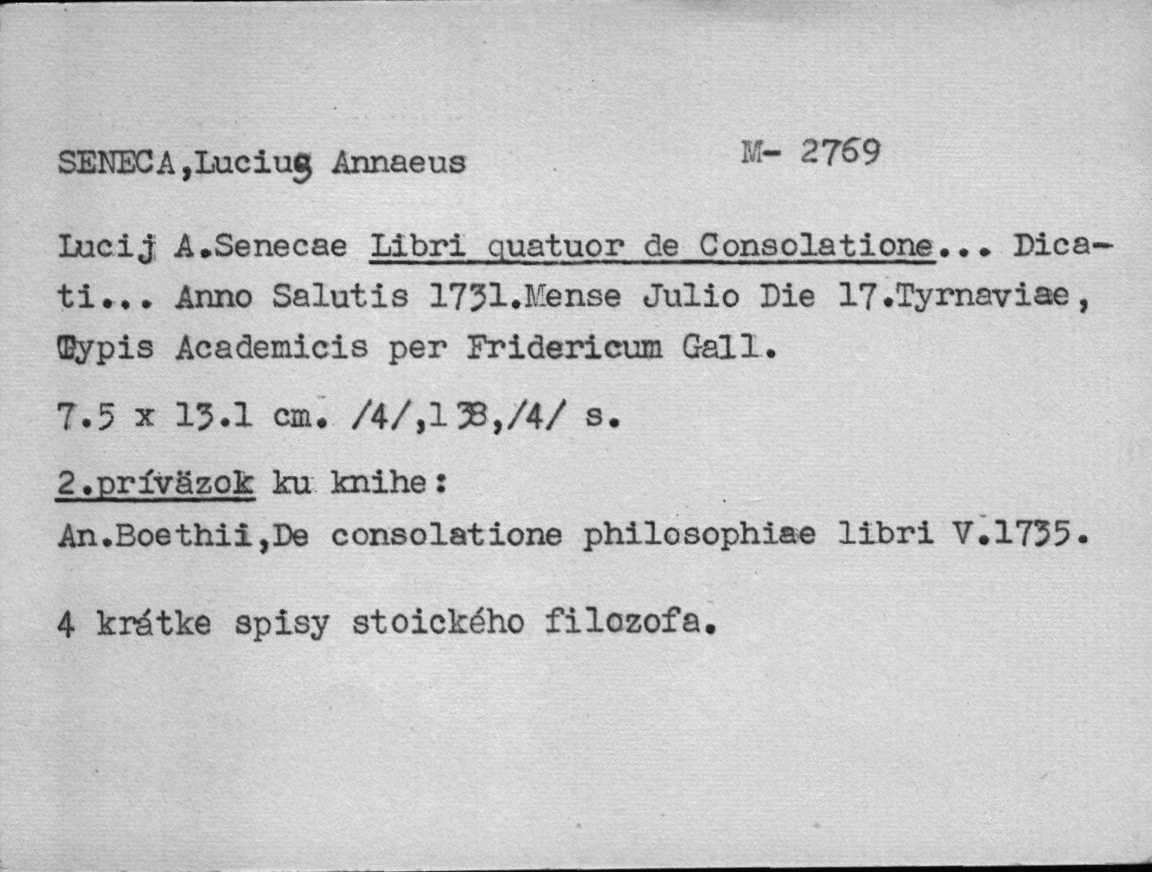 SENECA,Lucius Annaeus M- 2769
Lucij A.Senecae Libri quatuor de Consolatione... Dica-
ti... Anno Salutis 1731.Mense Julio Die 17.Tyrnaviae,
Typis Academicis per Fridericum Gall.
7.5 x 13.1 cm. /4/,138,/4/ s.
2.príväzok ku knihe:
An.Boethii,De consolatione philosophiae libri V.1735.
4 krátke spisy stoického filozofa.